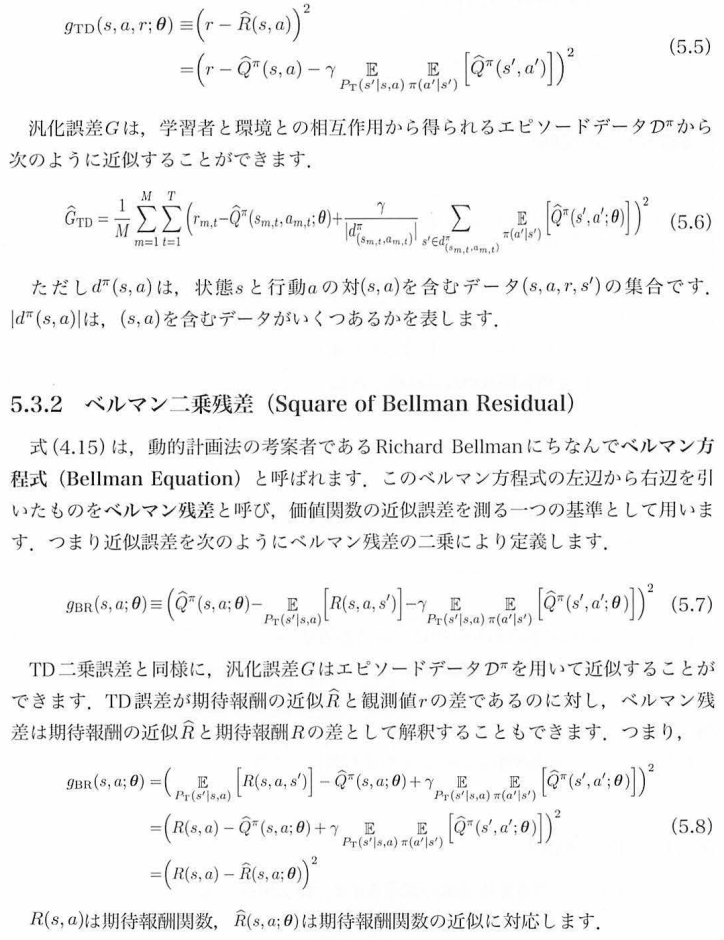 g_TD(s, a, r; θ) ≡ (r − R̂(s, a))²
= (r − Q̂^π(s, a) − γ 𝔼_{P_T(s'|s,a)} 𝔼_{π(a'|s')} [Q̂^π(s', a')])² (5.5)
汎化誤差Gは，学習者と環境との相互作用から得られるエピソードデータ𝒟^πから
次のように近似することができます．
Ĝ_TD = 1/M Σ_{m=1}^{M} Σ_{t=1}^{T} (r_{m,t} − Q̂^π(s_{m,t}, a_{m,t}; θ) + γ/|d^π_{(s_{m,t},a_{m,t})}| Σ_{s'∈d^π_{(s_{m,t},a_{m,t})}} 𝔼_{π(a'|s')} [Q̂^π(s', a'; θ)])² (5.6)
ただしd^π(s, a)は，状態sと行動aの対(s, a)を含むデータ(s, a, r, s')の集合です．
|d^π(s, a)|は，(s, a)を含むデータがいくつあるかを表します．
5.3.2 ベルマン二乗残差（Square of Bellman Residual）
式(4.15)は，動的計画法の考案者であるRichard Bellmanにちなんでベルマン方
程式（Bellman Equation）と呼ばれます．このベルマン方程式の左辺から右辺を引
いたものをベルマン残差と呼び，価値関数の近似誤差を測る一つの基準として用いま
す．つまり近似誤差を次のようにベルマン残差の二乗により定義します．
g_BR(s, a; θ) ≡ (Q̂^π(s, a; θ) − 𝔼_{P_T(s'|s,a)} [R(s, a, s')] − γ 𝔼_{P_T(s'|s,a)} 𝔼_{π(a'|s')} [Q̂^π(s', a'; θ)])² (5.7)
TD二乗誤差と同様に，汎化誤差Gはエピソードデータ𝒟^πを用いて近似することが
できます．TD誤差が期待報酬の近似R̂と観測値rの差であるのに対し，ベルマン残
差は期待報酬の近似R̂と期待報酬Rの差として解釈することもできます．つまり，
g_BR(s, a; θ) = (𝔼_{P_T(s'|s,a)} [R(s, a, s')] − Q̂^π(s, a; θ) + γ 𝔼_{P_T(s'|s,a)} 𝔼_{π(a'|s')} [Q̂^π(s', a'; θ)])²
= (R(s, a) − Q̂^π(s, a; θ) + γ 𝔼_{P_T(s'|s,a)} 𝔼_{π(a'|s')} [Q̂^π(s', a'; θ)])² (5.8)
= (R(s, a) − R̂(s, a; θ))²
R(s, a)は期待報酬関数，R̂(s, a; θ)は期待報酬関数の近似に対応します．